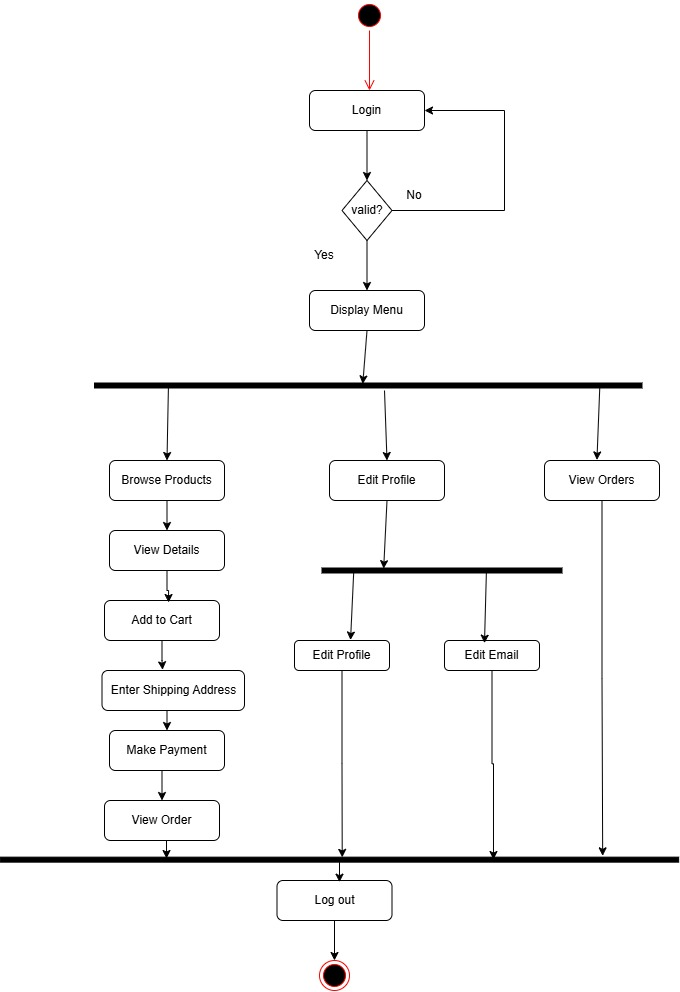 Login
valid?
No
Yes
Display Menu
Browse Products
Edit Profile
View Orders
View Details
Add to Cart
Edit Profile
Edit Email
Enter Shipping Address
Make Payment
View Order
Log out